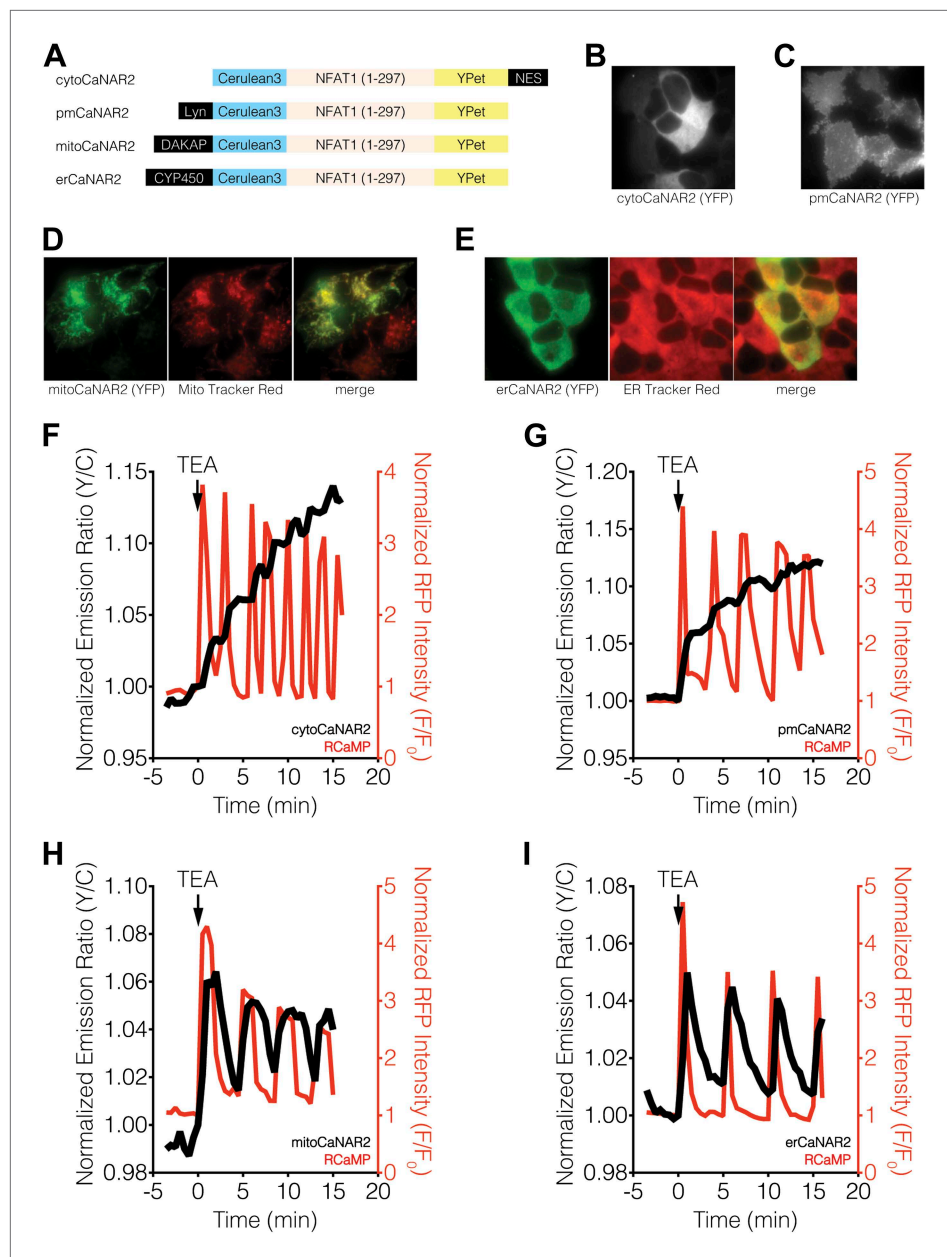 A
cytoCaNAR2 Cerulean3 NFAT1 (1-297) YPet NES
pmCaNAR2 Lyn Cerulean3 NFAT1 (1-297) YPet
mitoCaNAR2 DAKAP Cerulean3 NFAT1 (1-297) YPet
erCaNAR2 CYP450 Cerulean3 NFAT1 (1-297) YPet
B
cytoCaNAR2 (YFP)
C
pmCaNAR2 (YFP)
D
mitoCaNAR2 (YFP) Mito Tracker Red merge
E
erCaNAR2 (YFP) ER Tracker Red merge
F
TEA
Normalized Emission Ratio (Y/C)
1.15
1.10
1.05
1.00
0.95
Normalized RFP Intensity (F/F0)
4
3
2
1
0
cytoCaNAR2
RCaMP
-5 0 5 10 15 20
Time (min)
G
TEA
Normalized Emission Ratio (Y/C)
1.20
1.15
1.10
1.05
1.00
0.95
Normalized RFP Intensity (F/F0)
5
4
3
2
1
0
pmCaNAR2
RCaMP
-5 0 5 10 15 20
Time (min)
H
TEA
Normalized Emission Ratio (Y/C)
1.10
1.08
1.06
1.04
1.02
1.00
0.98
Normalized RFP Intensity (F/F0)
5
4
3
2
1
0
mitoCaNAR2
RCaMP
-5 0 5 10 15 20
Time (min)
I
TEA
Normalized Emission Ratio (Y/C)
1.08
1.06
1.04
1.02
1.00
0.98
Normalized RFP Intensity (F/F0)
5
4
3
2
1
0
erCaNAR2
RCaMP
-5 0 5 10 15 20
Time (min)